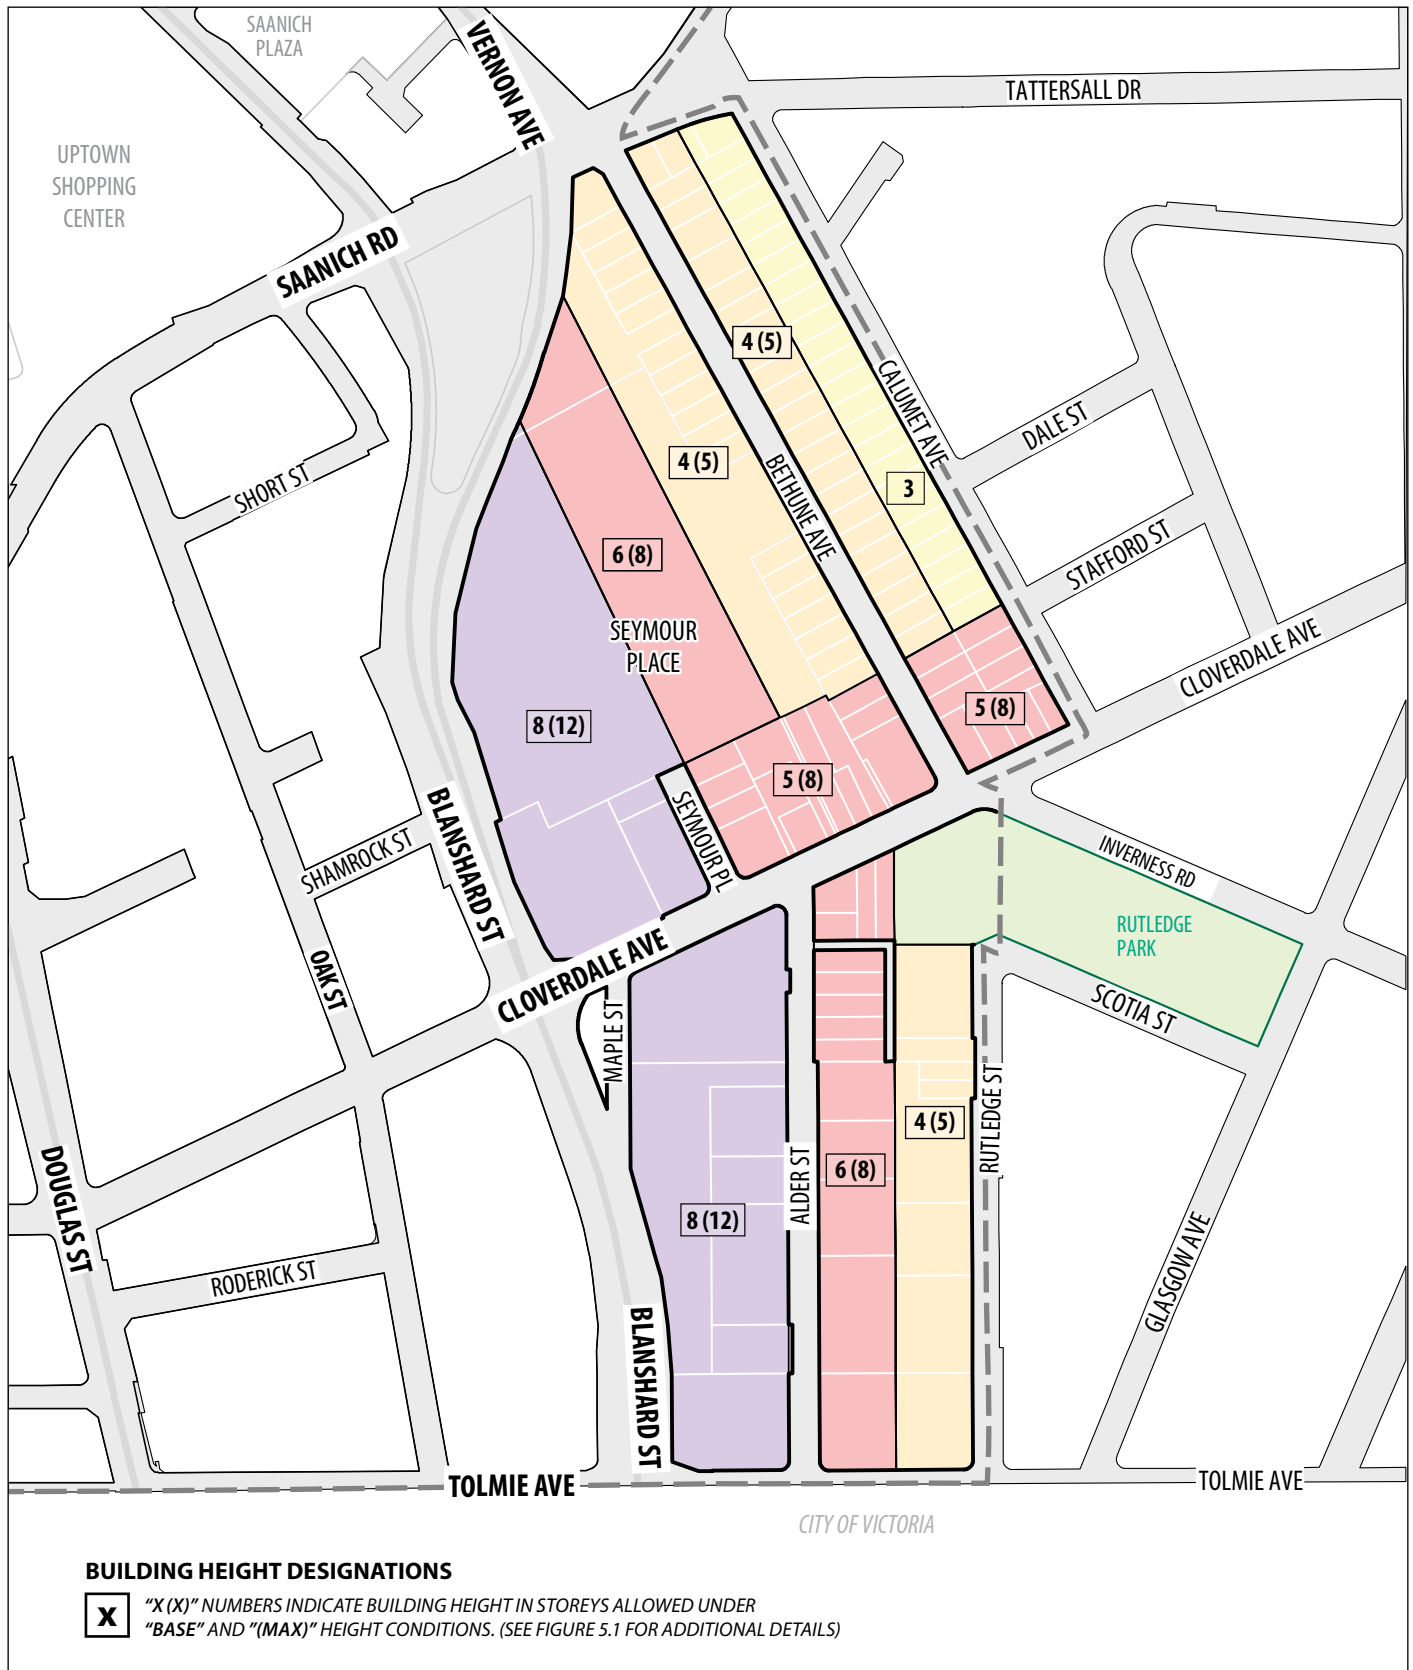 SAANICH
PLAZA
VERNON AVE
TATTERSALL DR
UPTOWN
SHOPPING
CENTER
SAANICH RD
4 (5)
CALUMET AVE
DALE ST
4 (5)
BETHUNE AVE
SHORT ST
3
6 (8)
STAFFORD ST
SEYMOUR
PLACE
CLOVERDALE AVE
5 (8)
8 (12)
5 (8)
SEYMOUR PL
BLANSHARD ST
SHAMROCK ST
INVERNESS RD
RUTLEDGE
PARK
OAK ST
CLOVERDALE AVE
SCOTIA ST
MAPLE ST
RUTLEDGE ST
4 (5)
ALDER ST
6 (8)
DOUGLAS ST
8 (12)
GLASGOW AVE
RODERICK ST
BLANSHARD ST
TOLMIE AVE
TOLMIE AVE
CITY OF VICTORIA
BUILDING HEIGHT DESIGNATIONS
X
“X (X)” NUMBERS INDICATE BUILDING HEIGHT IN STOREYS ALLOWED UNDER
“BASE” AND ”(MAX)” HEIGHT CONDITIONS. (SEE FIGURE 5.1 FOR ADDITIONAL DETAILS)